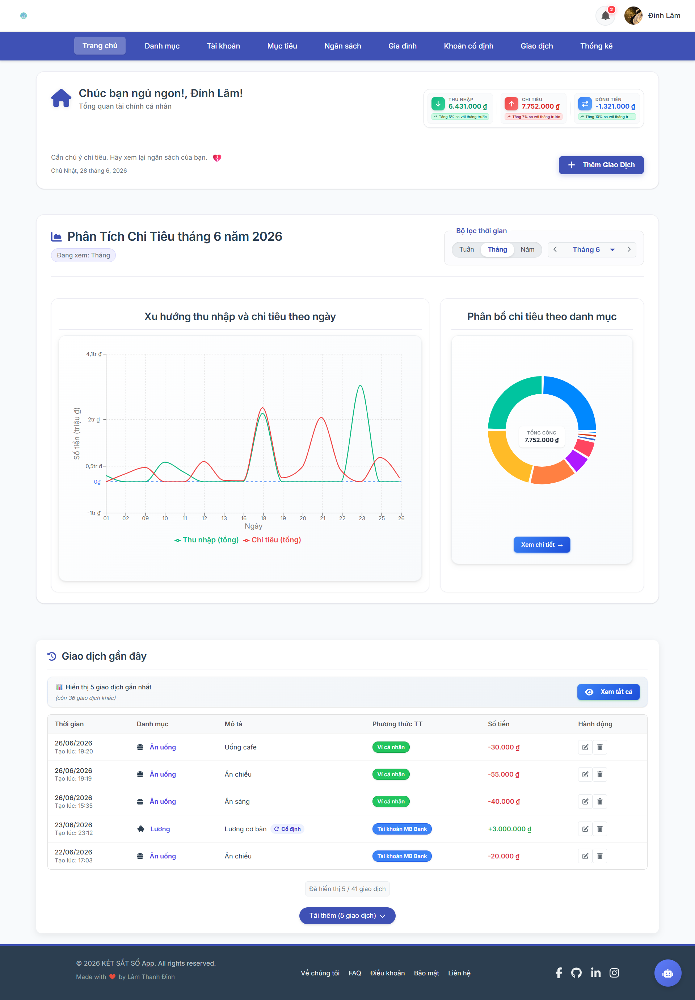 2
Đinh Lâm
Trang chủ
Danh mục
Tài khoản
Mục tiêu
Ngân sách
Gia đình
Khoản cố định
Giao dịch
Thống kê
Chúc bạn ngủ ngon!, Đinh Lâm!
Tổng quan tài chính cá nhân
THU NHẬP
6.431.000 ₫
Tăng 6% so với tháng trước
CHI TIÊU
7.752.000 ₫
Tăng 7% so với tháng trước
DÒNG TIỀN
-1.321.000 ₫
Tăng 10% so với tháng tr...
Cần chú ý chi tiêu. Hãy xem lại ngân sách của bạn.
Chủ Nhật, 28 tháng 6, 2026
Thêm Giao Dịch
Phân Tích Chi Tiêu tháng 6 năm 2026
Đang xem: Tháng
Bộ lọc thời gian
Tuần
Tháng
Năm
Tháng 6
Xu hướng thu nhập và chi tiêu theo ngày
4,1tr ₫
2tr ₫
0,5tr ₫
0₫
-1tr ₫
Số tiền (triệu ₫)
01 02 09 10 11 12 13 16 18 19 20 21 22 23 25 26
Ngày
Thu nhập (tổng) Chi tiêu (tổng)
Phân bổ chi tiêu theo danh mục
TỔNG CỘNG
7.752.000 ₫
Xem chi tiết →
Giao dịch gần đây
Hiển thị 5 giao dịch gần nhất
(còn 36 giao dịch khác)
Xem tất cả
Thời gian Danh mục Mô tả Phương thức TT Số tiền Hành động
26/06/2026
Tạo lúc: 19:20
Ăn uống Uống cafe Ví cá nhân -30.000 ₫
26/06/2026
Tạo lúc: 19:19
Ăn uống Ăn chiều Ví cá nhân -55.000 ₫
26/06/2026
Tạo lúc: 15:35
Ăn uống Ăn sáng Ví cá nhân -40.000 ₫
23/06/2026
Tạo lúc: 23:12
Lương Lương cơ bản Cố định Tài khoản MB Bank +3.000.000 ₫
22/06/2026
Tạo lúc: 17:03
Ăn uống Ăn chiều Tài khoản MB Bank -20.000 ₫
Đã hiển thị 5 / 41 giao dịch
Tải thêm (5 giao dịch)
© 2026 KÉT SẮT SỐ App. All rights reserved.
Made with by Lâm Thanh Đỉnh
Về chúng tôi
FAQ
Điều khoản
Bảo mật
Liên hệ